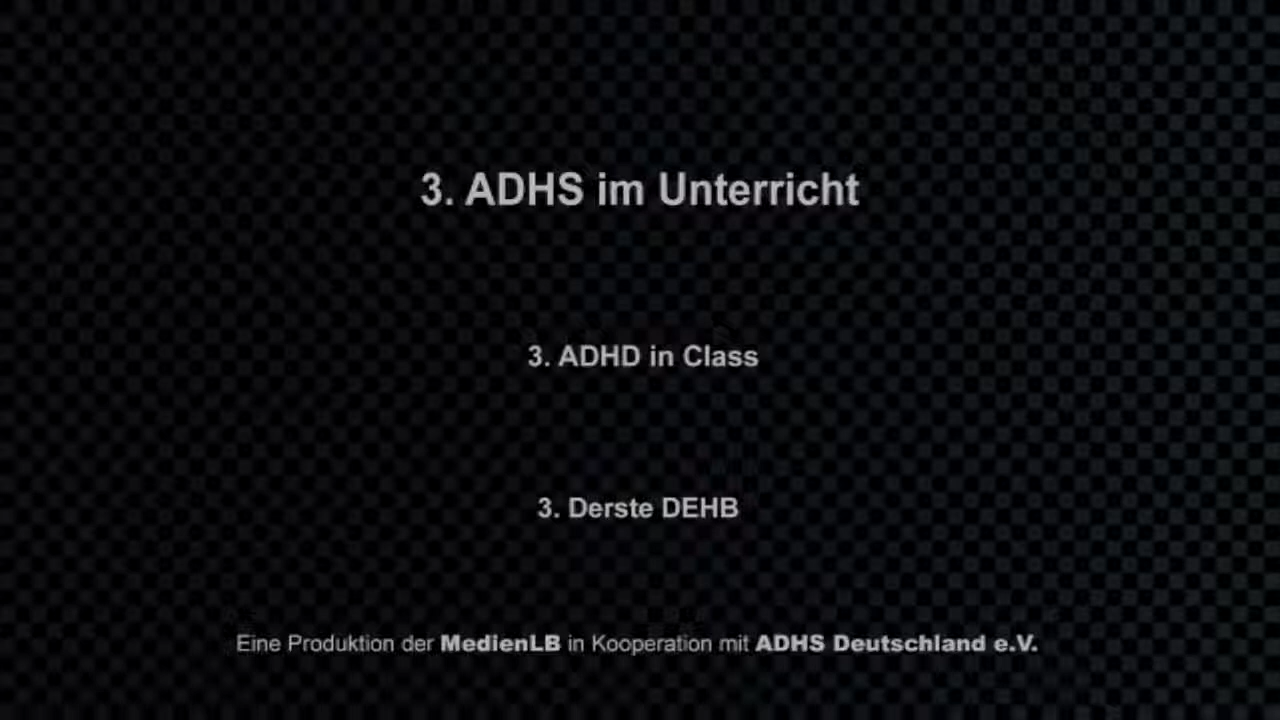 3. ADHS im Unterricht
3. ADHD in Class
3. Derste DEHB
Eine Produktion der MedienLB in Kooperation mit ADHS Deutschland e.V.